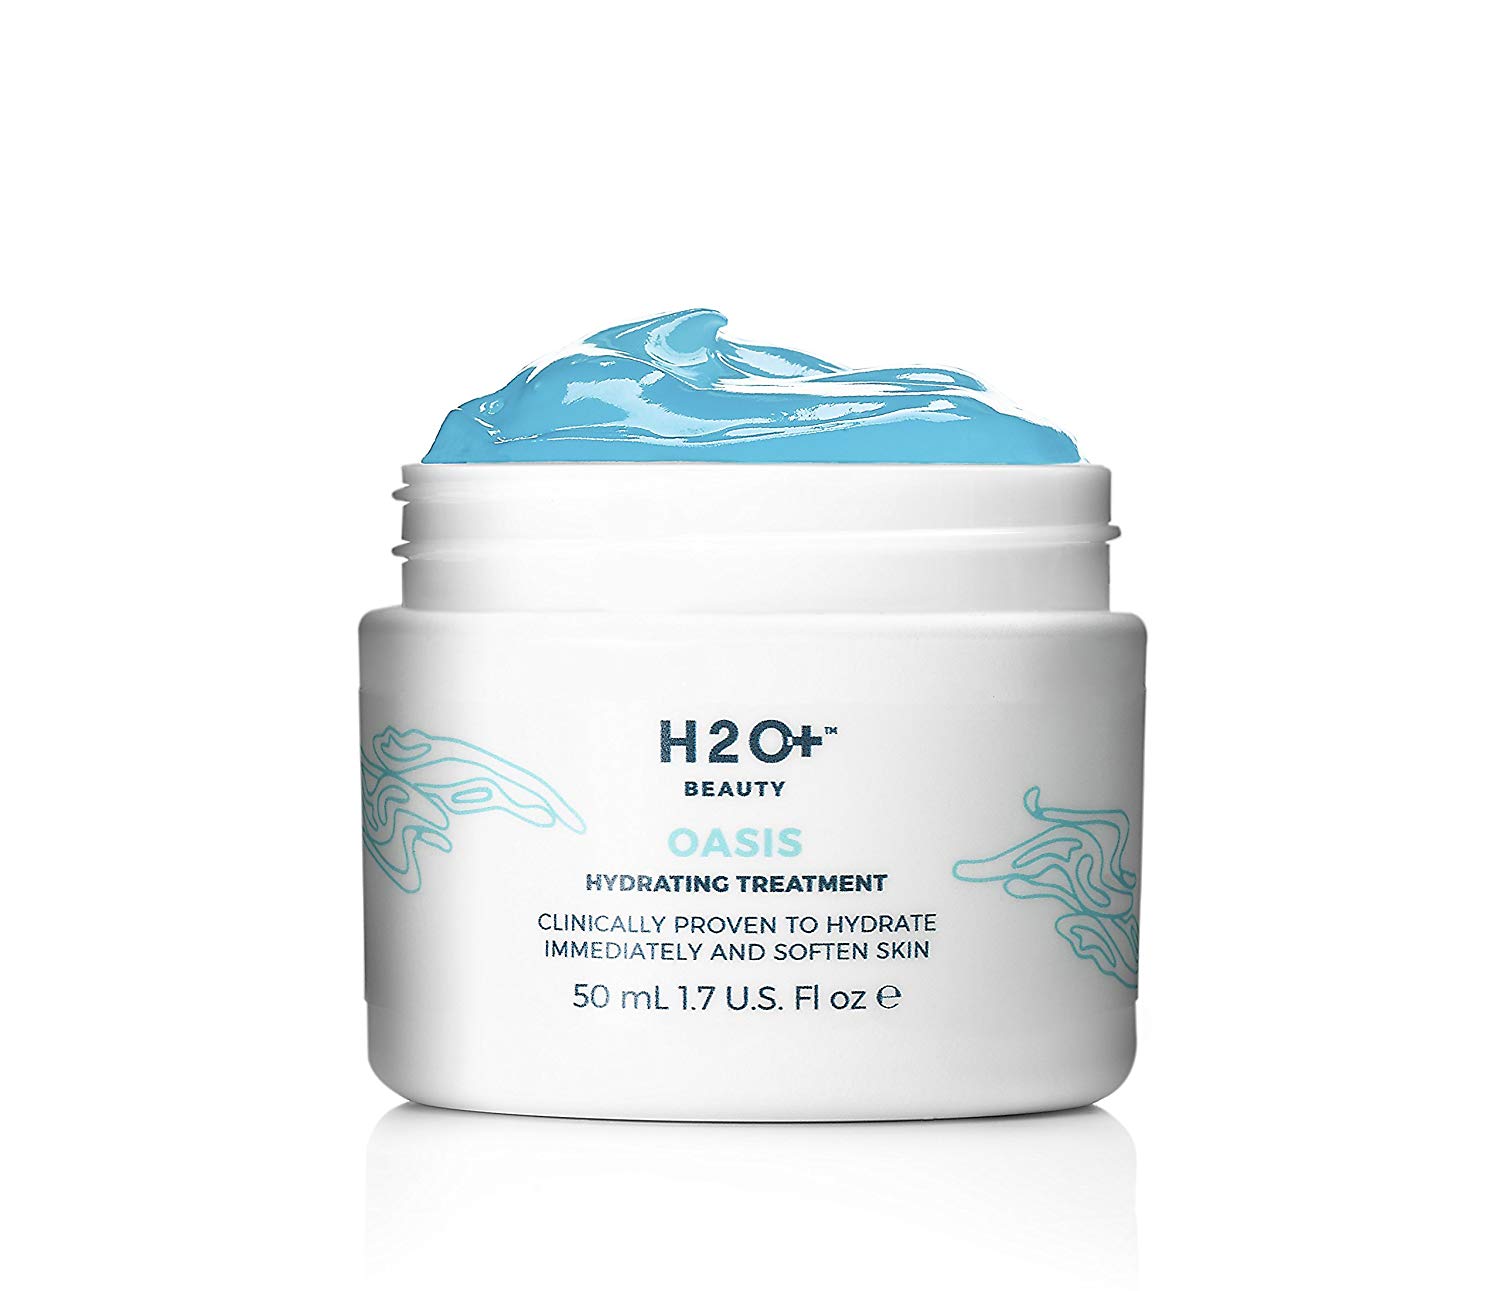 H2O+™
BEAUTY
OASIS
HYDRATING TREATMENT
CLINICALLY PROVEN TO HYDRATE
IMMEDIATELY AND SOFTEN SKIN
50 mL 1.7 U.S. Fl oz ℮